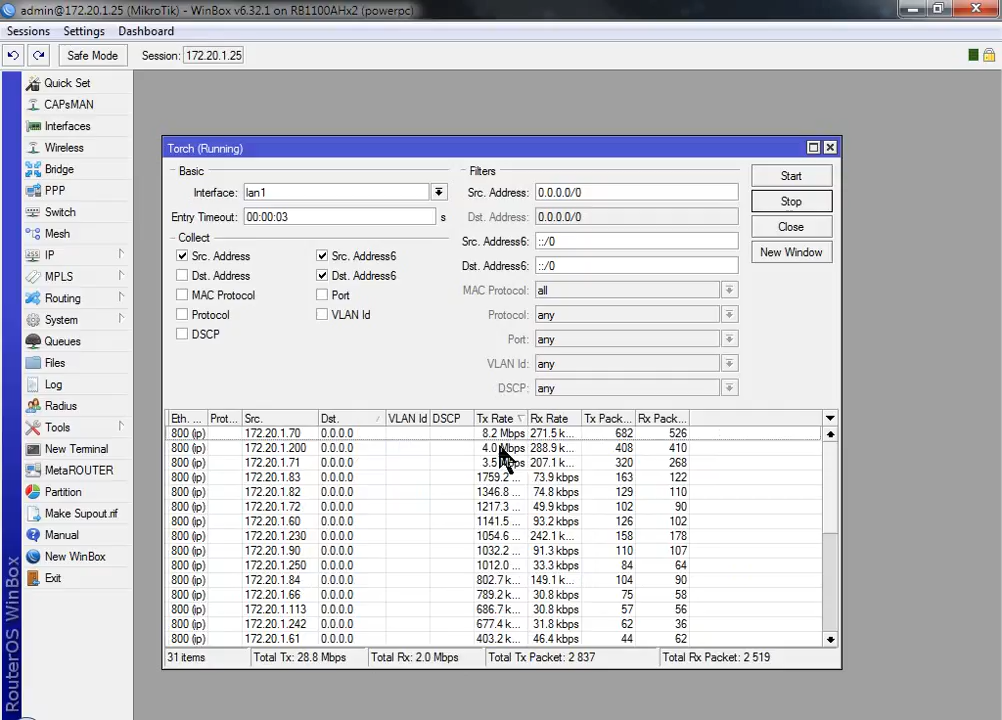 admin@172.20.1.25 (MikroTik) - WinBox v6.32.1 on RB1100AHx2 (powerpc)
Sessions Settings Dashboard
Safe Mode Session: 172.20.1.25
Quick Set
CAPsMAN
Interfaces
Wireless
Bridge
PPP
Switch
Mesh
IP
MPLS
Routing
System
Queues
Files
Log
Radius
Tools
New Terminal
MetaROUTER
Partition
Make Supout.rif
Manual
New WinBox
Exit
RouterOS WinBox
Torch (Running)
Basic
Interface: lan1
Entry Timeout: 00:00:03 s
Collect
Src. Address Src. Address6
Dst. Address Dst. Address6
MAC Protocol Port
Protocol VLAN Id
DSCP
Filters
Src. Address: 0.0.0.0/0
Dst. Address: 0.0.0.0/0
Src. Address6: ::/0
Dst. Address6: ::/0
MAC Protocol: all
Protocol: any
Port: any
VLAN Id: any
DSCP: any
Start
Stop
Close
New Window
Eth. ... Prot... Src. Dst. VLAN Id DSCP Tx Rate Rx Rate Tx Pack... Rx Pack...
800 (ip) 172.20.1.70 0.0.0.0 8.2 Mbps 271.5 k... 682 526
800 (ip) 172.20.1.200 0.0.0.0 4.0 Mbps 288.9 k... 408 410
800 (ip) 172.20.1.71 0.0.0.0 3.5 Mbps 207.1 k... 320 268
800 (ip) 172.20.1.83 0.0.0.0 1759.2 ... 73.9 kbps 163 122
800 (ip) 172.20.1.82 0.0.0.0 1346.8 ... 74.8 kbps 129 110
800 (ip) 172.20.1.72 0.0.0.0 1217.3 ... 49.9 kbps 102 90
800 (ip) 172.20.1.60 0.0.0.0 1141.5 ... 93.2 kbps 126 102
800 (ip) 172.20.1.230 0.0.0.0 1054.6 ... 242.1 k... 158 178
800 (ip) 172.20.1.90 0.0.0.0 1032.2 ... 91.3 kbps 110 107
800 (ip) 172.20.1.250 0.0.0.0 1012.0 ... 33.3 kbps 84 64
800 (ip) 172.20.1.84 0.0.0.0 802.7 k... 149.1 k... 104 90
800 (ip) 172.20.1.66 0.0.0.0 789.2 k... 30.8 kbps 75 58
800 (ip) 172.20.1.113 0.0.0.0 686.7 k... 30.8 kbps 57 56
800 (ip) 172.20.1.242 0.0.0.0 677.4 k... 31.8 kbps 62 36
800 (ip) 172.20.1.61 0.0.0.0 403.2 k... 46.4 kbps 44 62
31 items Total Tx: 28.8 Mbps Total Rx: 2.0 Mbps Total Tx Packet: 2 837 Total Rx Packet: 2 519